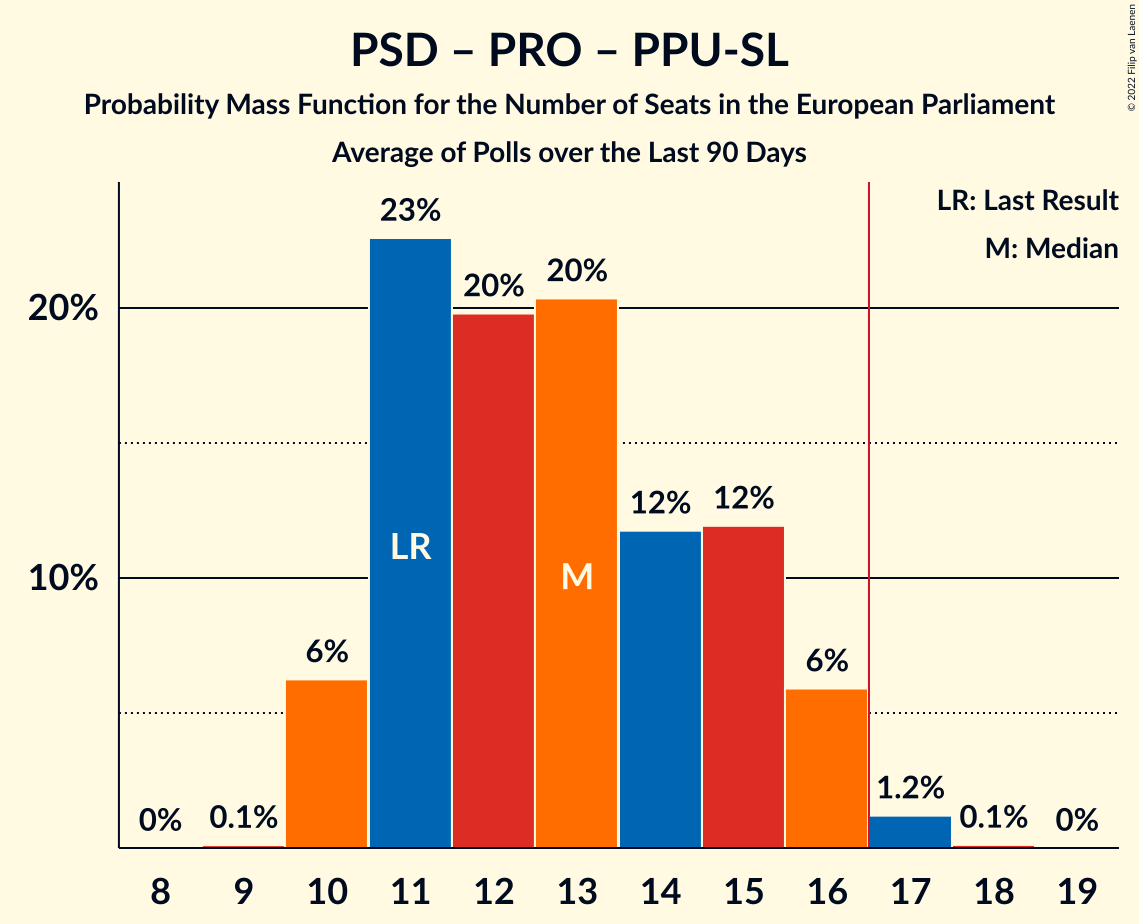 PSD – PRO – PPU-SL
Probability Mass Function for the Number of Seats in the European Parliament
Average of Polls over the Last 90 Days
© 2022 Filip van Laenen
LR: Last Result
M: Median
20%
10%
0%
0.1%
6%
23%
20%
20%
12%
12%
6%
1.2%
0.1%
0%
LR
M
8 9 10 11 12 13 14 15 16 17 18 19